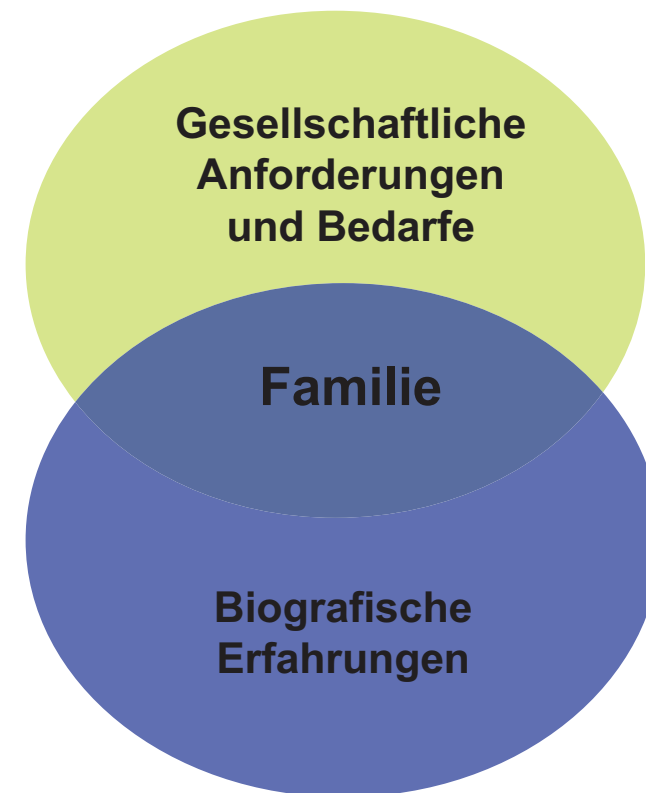 Gesellschaftliche
Anforderungen
und Bedarfe
Familie
Biografische
Erfahrungen